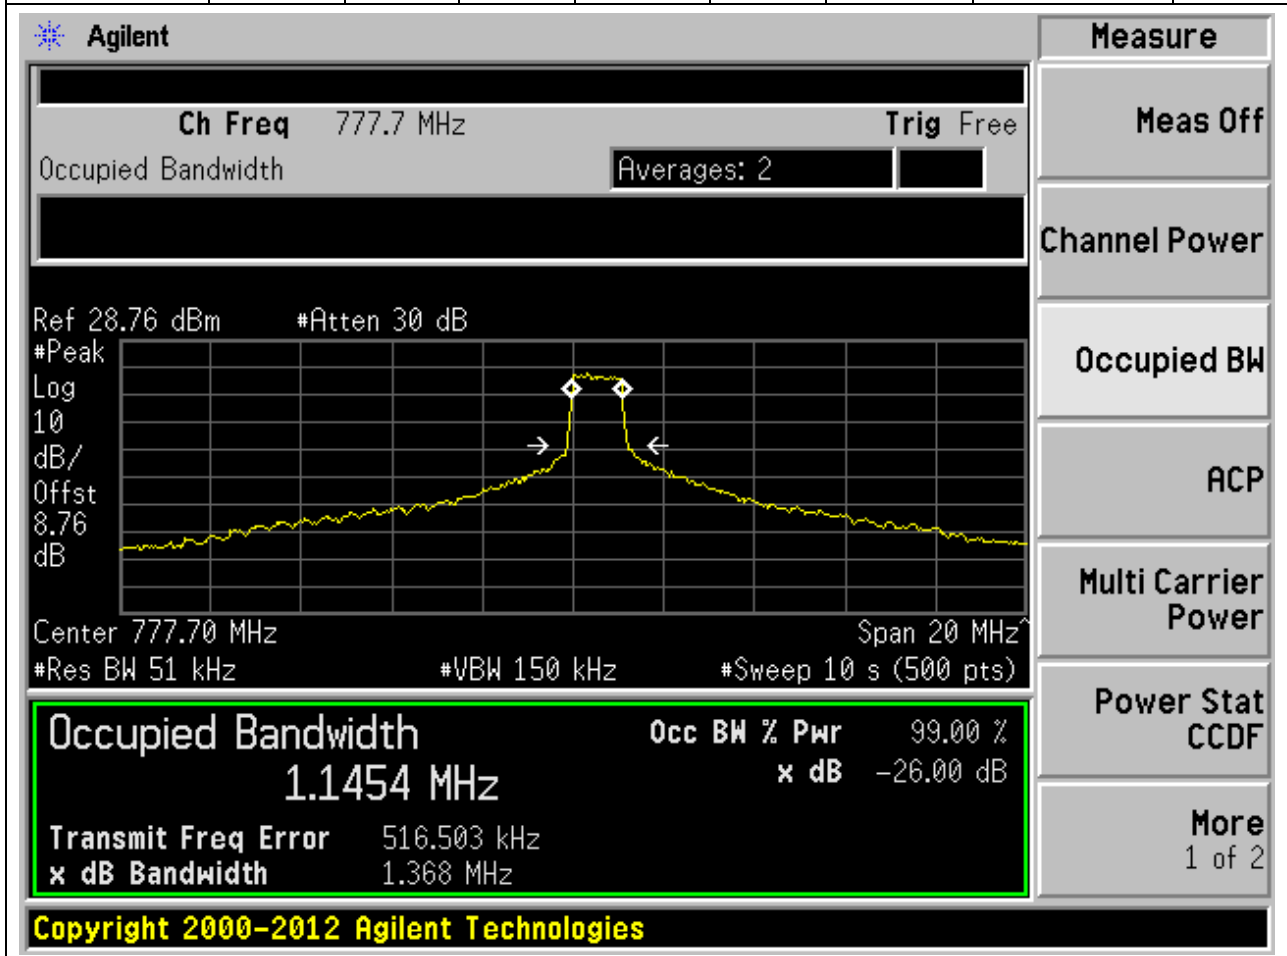 Agilent
Measure
Ch Freq 777.7 MHz Trig Free
Meas Off
Occupied Bandwidth Averages: 2
Channel Power
Ref 28.76 dBm #Atten 30 dB
#Peak
Log
10
dB/
Offst
8.76
dB
Occupied BW
ACP
Multi Carrier
Power
Center 777.70 MHz Span 20 MHz^
#Res BW 51 kHz #VBW 150 kHz #Sweep 10 s (500 pts)
Power Stat
CCDF
Occupied Bandwidth Occ BW % Pwr 99.00 %
1.1454 MHz x dB -26.00 dB
Transmit Freq Error 516.503 kHz
x dB Bandwidth 1.368 MHz
More
1 of 2
Copyright 2000-2012 Agilent Technologies